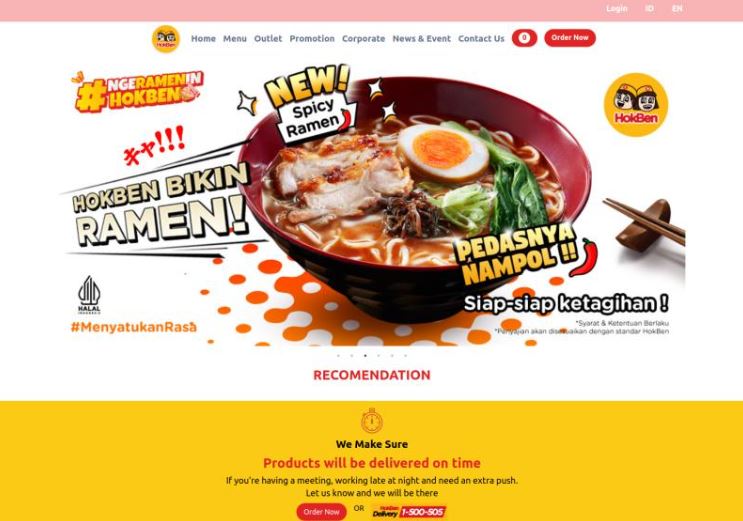 Login ID EN
HokBen
Home Menu Outlet Promotion Corporate News & Event Contact Us 0 Order Now
#NGERAMENIN
HOKBEN
NEW!
Spicy
Ramen
HokBen
キャ!!!
HOKBEN BIKIN
RAMEN!
PEDASNYA
NAMPOL !!
Siap-siap ketagihan !
HALAL
INDONESIA
#MenyatukanRasa
*Syarat & Ketentuan Berlaku
*Penyajian akan disesuaikan dengan standar HokBen
RECOMENDATION
We Make Sure
Products will be delivered on time
If you're having a meeting, working late at night and need an extra push.
Let us know and we will be there
Order Now OR HokBen Delivery 1-500-505